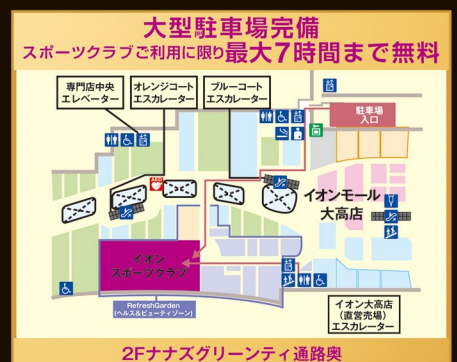 大型駐車場完備
スポーツクラブご利用に限り最大7時間まで無料
専門店中央
エレベーター
オレンジコート
エスカレーター
ブルーコート
エスカレーター
駐車場
入口
AED
イオンモール
大高店
イオン
スポーツクラブ
RefreshGarden
(ヘルス&ビューティゾーン)
イオン大高店
(直営売場)
エスカレーター
2Fナナズグリーンティ通路奥